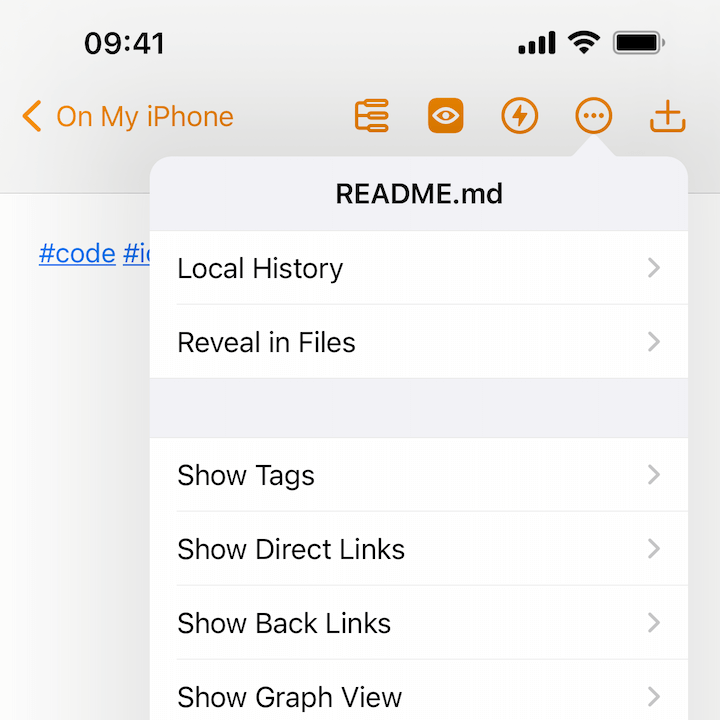 09:41
On My iPhone
README.md
#code
Local History
Reveal in Files
Show Tags
Show Direct Links
Show Back Links
Show Graph View